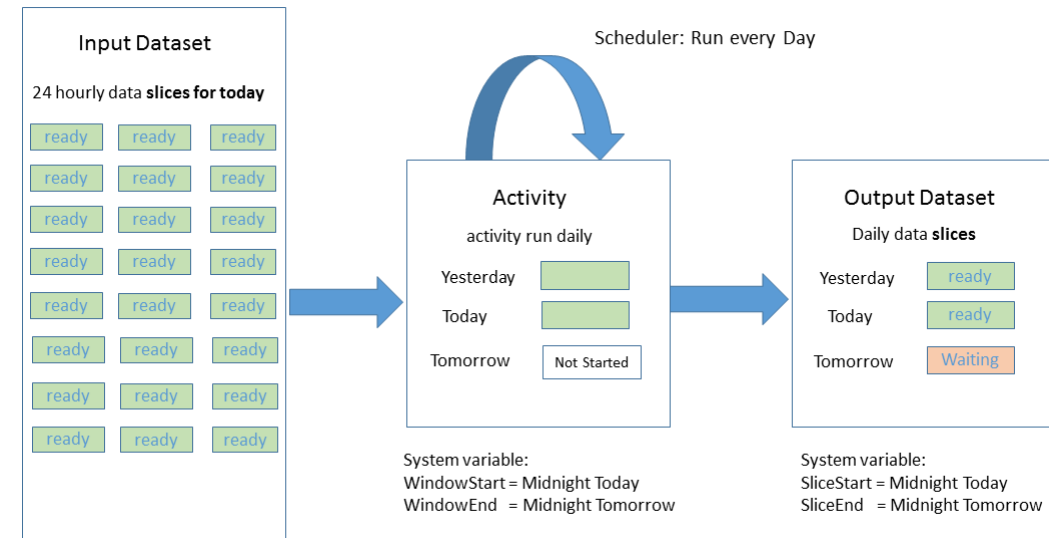 Input Dataset
24 hourly data slices for today
ready ready ready
ready ready ready
ready ready ready
ready ready ready
ready ready ready
ready ready ready
ready ready ready
ready ready ready
Scheduler: Run every Day
Activity
activity run daily
Yesterday
Today
Tomorrow Not Started
System variable:
WindowStart = Midnight Today
WindowEnd = Midnight Tomorrow
Output Dataset
Daily data slices
Yesterday ready
Today ready
Tomorrow Waiting
System variable:
SliceStart = Midnight Today
SliceEnd = Midnight Tomorrow